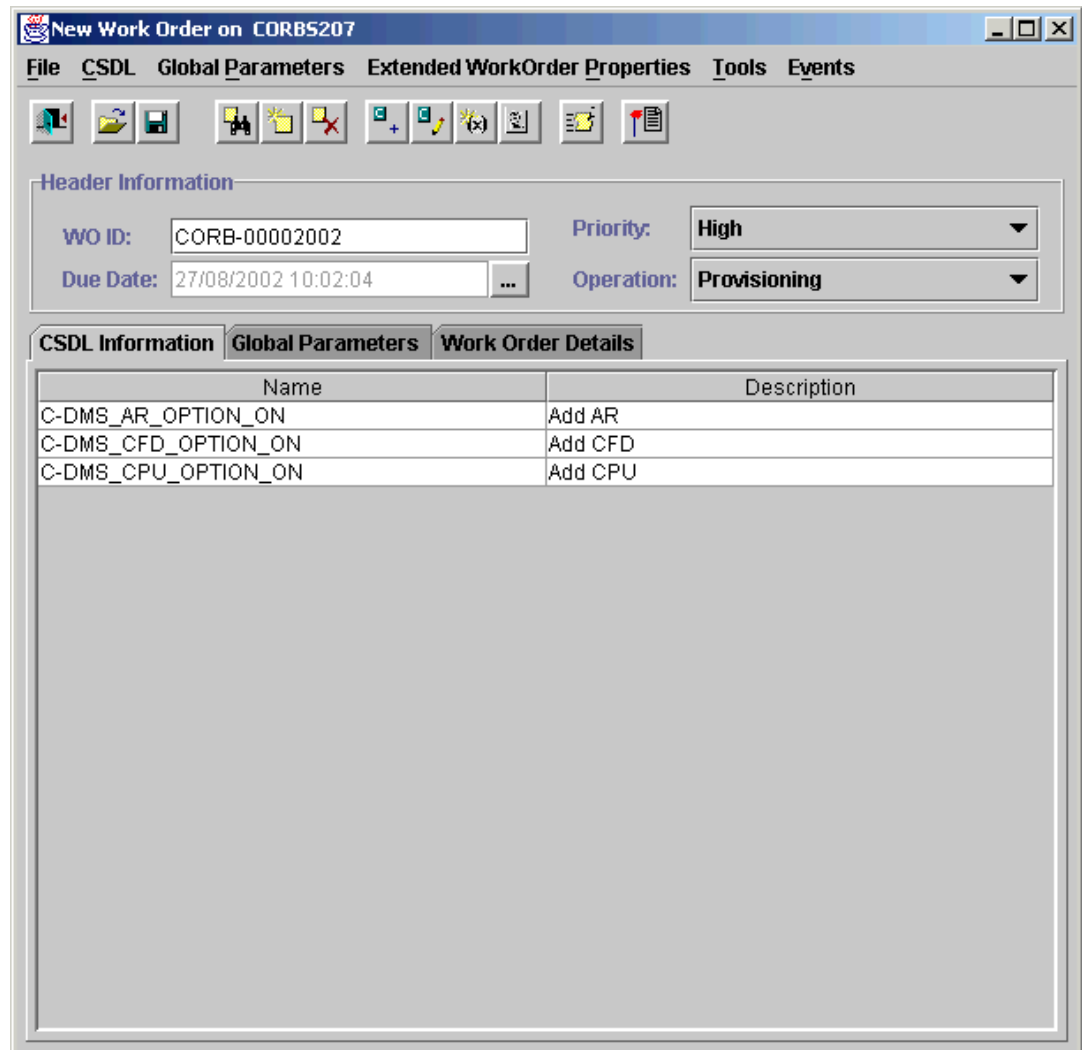 New Work Order on CORB5207
File CSDL Global Parameters Extended WorkOrder Properties Tools Events
Header Information
WO ID: CORB-00002002 Priority: High
Due Date: 27/08/2002 10:02:04 ... Operation: Provisioning
CSDL Information Global Parameters Work Order Details
Name Description
C-DMS_AR_OPTION_ON Add AR
C-DMS_CFD_OPTION_ON Add CFD
C-DMS_CPU_OPTION_ON Add CPU